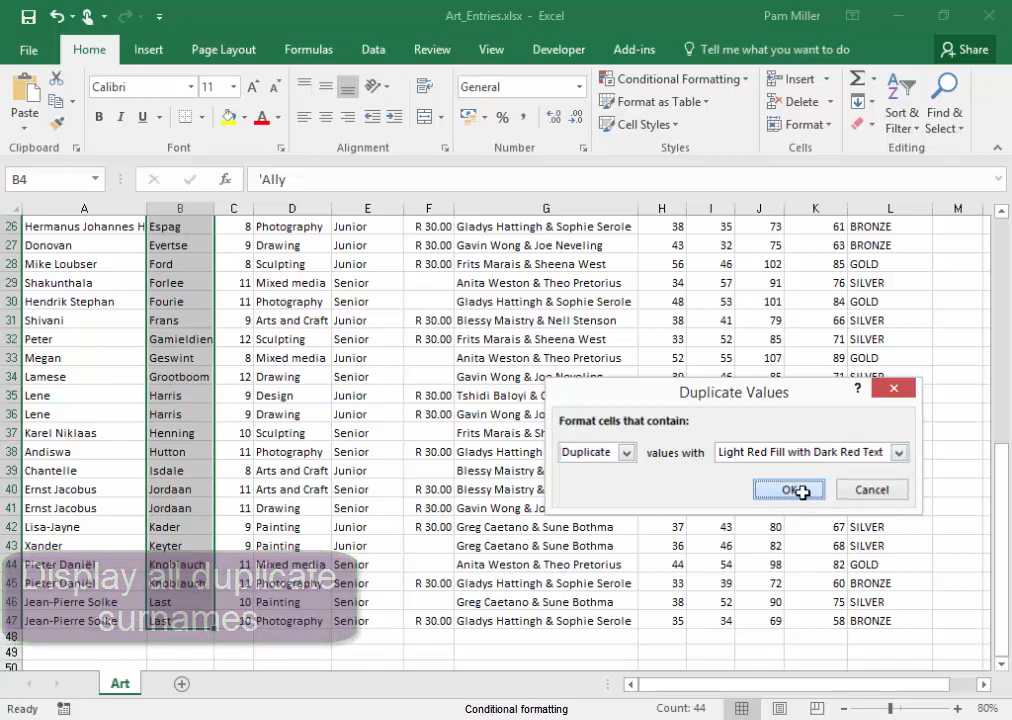 Art_Entries.xlsx - Excel
Pam Miller
File Home Insert Page Layout Formulas Data Review View Developer Add-ins Tell me what you want to do Share
Paste
Calibri 11
General
Conditional Formatting
Format as Table
Cell Styles
Insert
Delete
Format
Sort & Filter
Find & Select
Clipboard Font Alignment Number Styles Cells Editing
B4 'Ally
A B C D E F G H I J K L M
26 Hermanus Johannes H Espag 8 Photography Junior R 30.00 Gladys Hattingh & Sophie Serole 38 35 73 61 BRONZE
27 Donovan Evertse 9 Drawing Junior R 30.00 Gavin Wong & Joe Neveling 43 32 75 63 BRONZE
28 Mike Loubser Ford 8 Sculpting Junior R 30.00 Frits Marais & Sheena West 56 46 102 85 GOLD
29 Shakunthala Forlee 11 Mixed media Senior Anita Weston & Theo Pretorius 34 57 91 76 SILVER
30 Hendrik Stephan Fourie 11 Photography Senior Gladys Hattingh & Sophie Serole 48 53 101 84 GOLD
31 Shivani Frans 9 Arts and Craft Junior R 30.00 Blessy Maistry & Nell Stenson 38 41 79 66 SILVER
32 Peter Gamieldien 12 Sculpting Senior Frits Marais & Sheena West 33 52 85 71 SILVER
33 Megan Geswint 8 Mixed media Junior Anita Weston & Theo Pretorius 52 55 107 89 GOLD
34 Lamese Grootboom 12 Drawing Senior Gavin Wong & Joe Neveling 39 46 85 71 SILVER
35 Lene Harris 8 Design Junior R 30.00 Tshidi Baloyi & C
36 Lene Harris 8 Drawing Junior R 30.00 Gavin Wong & Jo
37 Karel Niklaas Henning 10 Sculpting Senior Frits Marais & S
38 Andiswa Hutton 12 Photography Senior R 30.00 Gladys Hattingh
39 Chantelle Isdale 8 Arts and Craft Junior Blessy Maistry &
40 Ernst Jacobus Jordaan 11 Arts and Craft Senior R 30.00 Blessy Maistry &
41 Ernst Jacobus Jordaan 11 Drawing Senior R 30.00 Gavin Wong & Jo
42 Lisa-Jayne Kader 9 Painting Junior R 30.00 Greg Caetano & Sune Bothma 37 43 80 67 SILVER
43 Xander Keyter 12 Painting Senior Greg Caetano & Sune Bothma 36 46 82 68 SILVER
44 Pieter Daniel Knoblauch 11 Mixed media Senior Anita Weston & Theo Pretorius 44 54 98 82 GOLD
45 Pieter Daniel Knoblauch 11 Photography Senior R 30.00 Gladys Hattingh & Sophie Serole 33 39 72 60 BRONZE
46 Jean-Pierre Solke Last 10 Painting Senior Greg Caetano & Sune Bothma 38 52 90 75 SILVER
47 Jean-Pierre Solke Last 10 Photography Senior R 30.00 Gladys Hattingh & Sophie Serole 35 34 69 58 BRONZE
48
49
50
Duplicate Values
Format cells that contain:
Duplicate values with Light Red Fill with Dark Red Text
OK Cancel
Display all duplicate
surnames
Art
Ready Conditional formatting Count: 44 80%